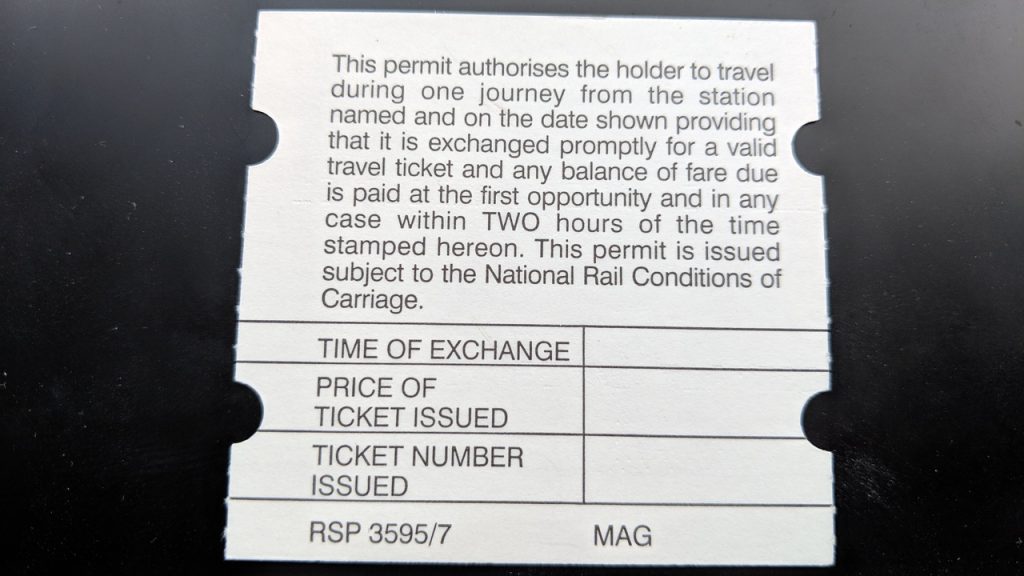 This permit authorises the holder to travel
during one journey from the station
named and on the date shown providing
that it is exchanged promptly for a valid
travel ticket and any balance of fare due
is paid at the first opportunity and in any
case within TWO hours of the time
stamped hereon. This permit is issued
subject to the National Rail Conditions of
Carriage.
TIME OF EXCHANGE
PRICE OF
TICKET ISSUED
TICKET NUMBER
ISSUED
RSP 3595/7 MAG